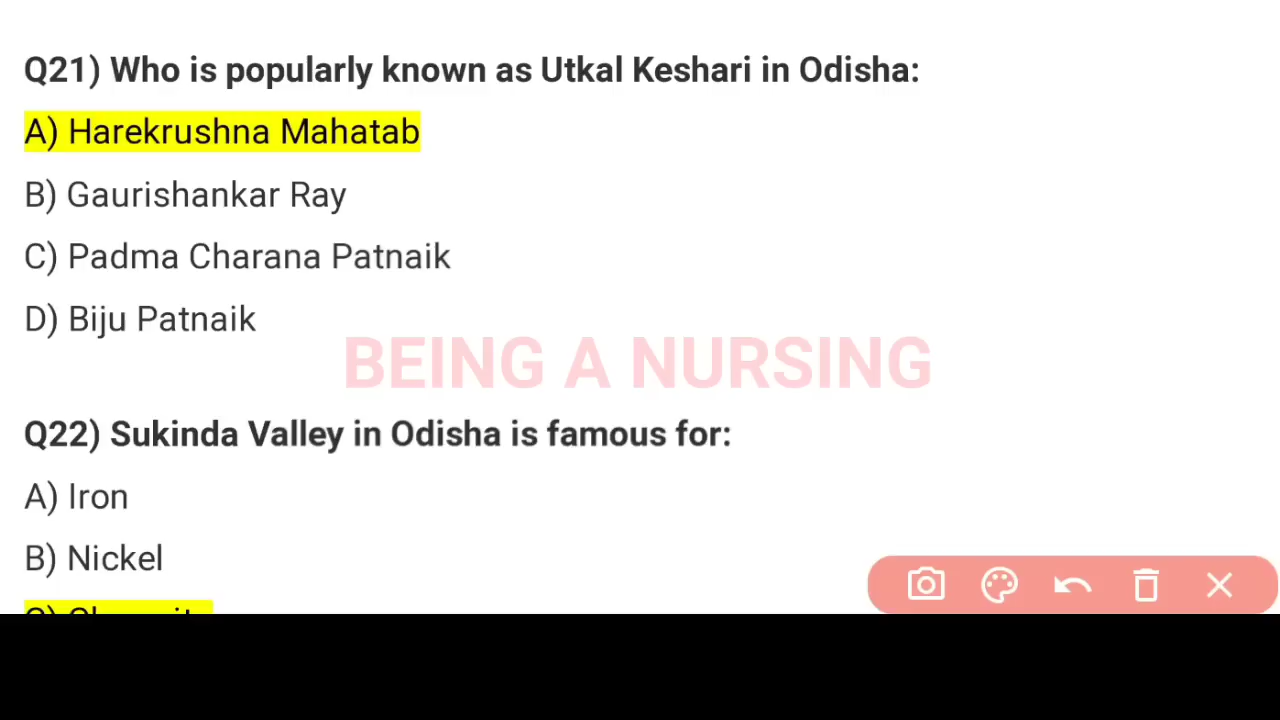 Q21) Who is popularly known as Utkal Keshari in Odisha:
A) Harekrushna Mahatab
B) Gaurishankar Ray
C) Padma Charana Patnaik
D) Biju Patnaik
BEING A NURSING
Q22) Sukinda Valley in Odisha is famous for:
A) Iron
B) Nickel